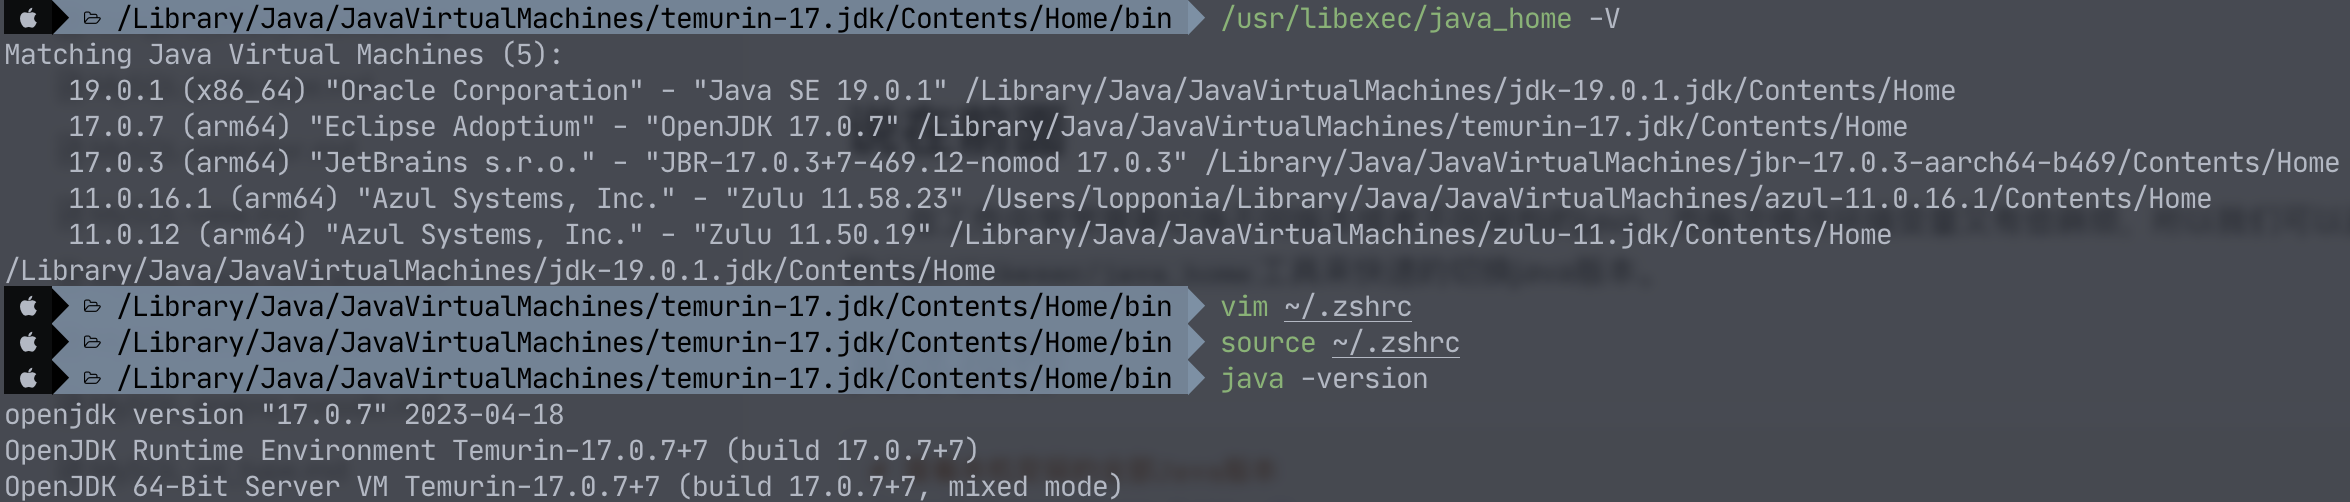 /Library/Java/JavaVirtualMachines/temurin-17.jdk/Contents/Home/bin /usr/libexec/java_home -V
Matching Java Virtual Machines (5):
    19.0.1 (x86_64) "Oracle Corporation" - "Java SE 19.0.1" /Library/Java/JavaVirtualMachines/jdk-19.0.1.jdk/Contents/Home
    17.0.7 (arm64) "Eclipse Adoptium" - "OpenJDK 17.0.7" /Library/Java/JavaVirtualMachines/temurin-17.jdk/Contents/Home
    17.0.3 (arm64) "JetBrains s.r.o." - "JBR-17.0.3+7-469.12-nomod 17.0.3" /Library/Java/JavaVirtualMachines/jbr-17.0.3-aarch64-b469/Contents/Home
    11.0.16.1 (arm64) "Azul Systems, Inc." - "Zulu 11.58.23" /Users/lopponia/Library/Java/JavaVirtualMachines/azul-11.0.16.1/Contents/Home
    11.0.12 (arm64) "Azul Systems, Inc." - "Zulu 11.50.19" /Library/Java/JavaVirtualMachines/zulu-11.jdk/Contents/Home
/Library/Java/JavaVirtualMachines/jdk-19.0.1.jdk/Contents/Home
/Library/Java/JavaVirtualMachines/temurin-17.jdk/Contents/Home/bin vim ~/.zshrc
/Library/Java/JavaVirtualMachines/temurin-17.jdk/Contents/Home/bin source ~/.zshrc
/Library/Java/JavaVirtualMachines/temurin-17.jdk/Contents/Home/bin java -version
openjdk version "17.0.7" 2023-04-18
OpenJDK Runtime Environment Temurin-17.0.7+7 (build 17.0.7+7)
OpenJDK 64-Bit Server VM Temurin-17.0.7+7 (build 17.0.7+7, mixed mode)